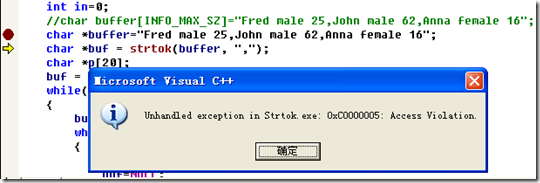 int in=0;
//char buffer[INFO_MAX_SZ]="Fred male 25,John male 62,Anna female 16";
char *buffer="Fred male 25,John male 62,Anna female 16";
char *buf = strtok(buffer, ",");
char *p[20];
buf =
while(
{
Microsoft Visual C++
Unhandled exception in Strtok.exe: 0xC0000005: Access Violation.
确定
bu
wh
{